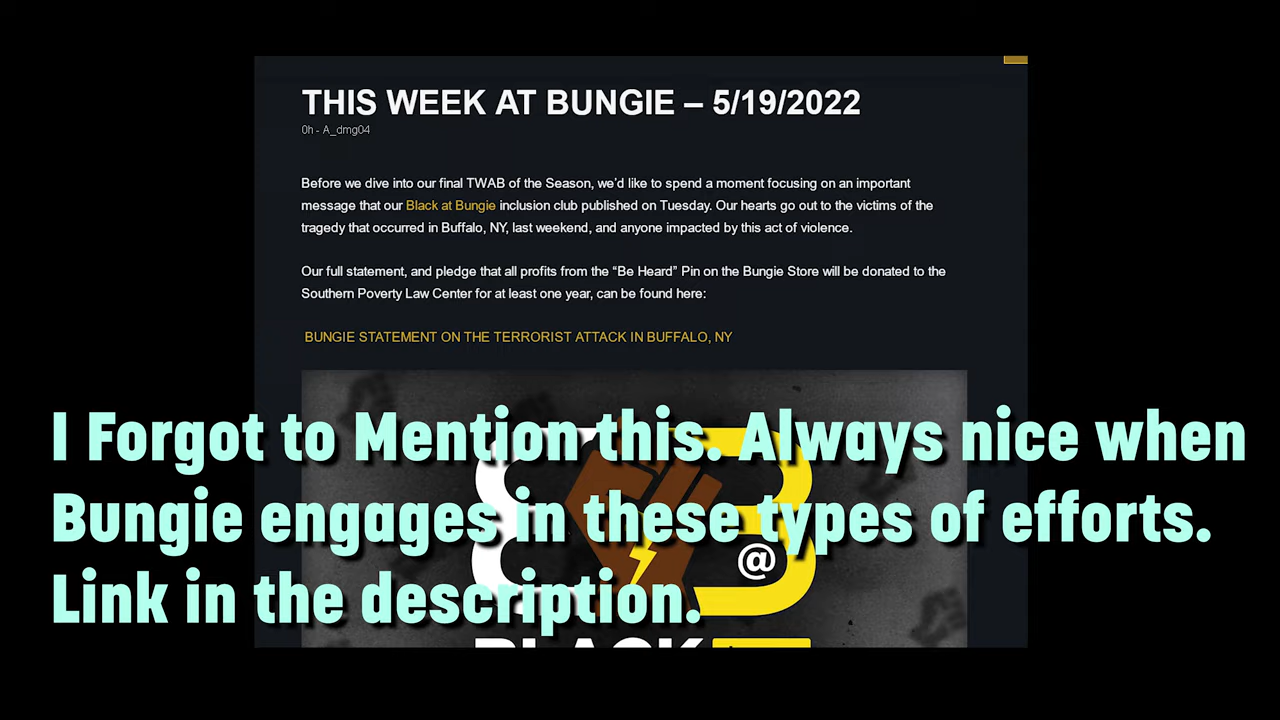 THIS WEEK AT BUNGIE – 5/19/2022
0h - A_dmg04
Before we dive into our final TWAB of the Season, we’d like to spend a moment focusing on an important
message that our Black at Bungie inclusion club published on Tuesday. Our hearts go out to the victims of the
tragedy that occurred in Buffalo, NY, last weekend, and anyone impacted by this act of violence.
Our full statement, and pledge that all profits from the “Be Heard” Pin on the Bungie Store will be donated to the
Southern Poverty Law Center for at least one year, can be found here:
BUNGIE STATEMENT ON THE TERRORIST ATTACK IN BUFFALO, NY
I Forgot to Mention this. Always nice when
Bungie engages in these types of efforts.
Link in the description.
@
BLACK